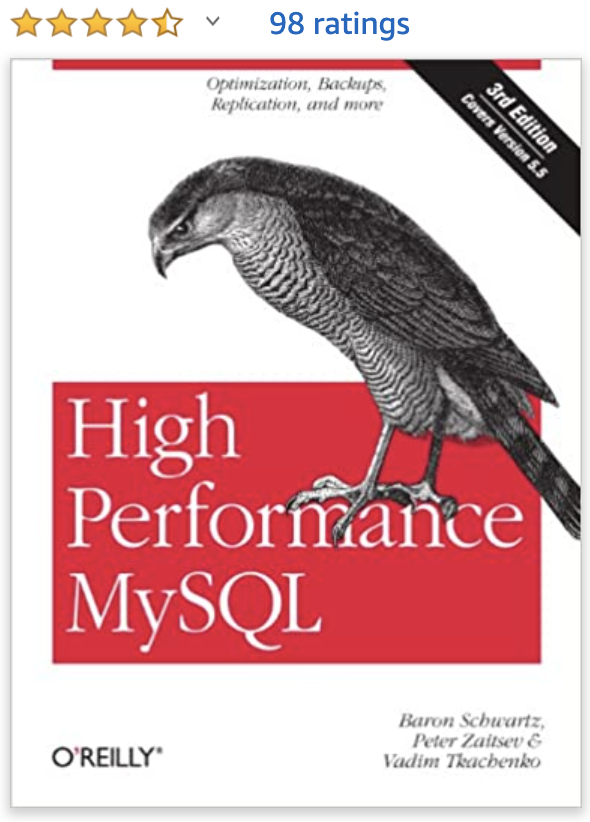 98 ratings
Optimization, Backups,
Replication, and more
3rd Edition
Covers Version 5.5
High
Performance
MySQL
Baron Schwartz,
Peter Zaitsev &
Vadim Tkachenko
O'REILLY®